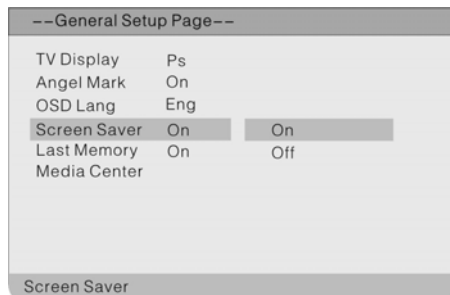 --General Setup Page--
TV Display Ps
Angel Mark On
OSD Lang Eng
Screen Saver On On
Last Memory On Off
Media Center
Screen Saver